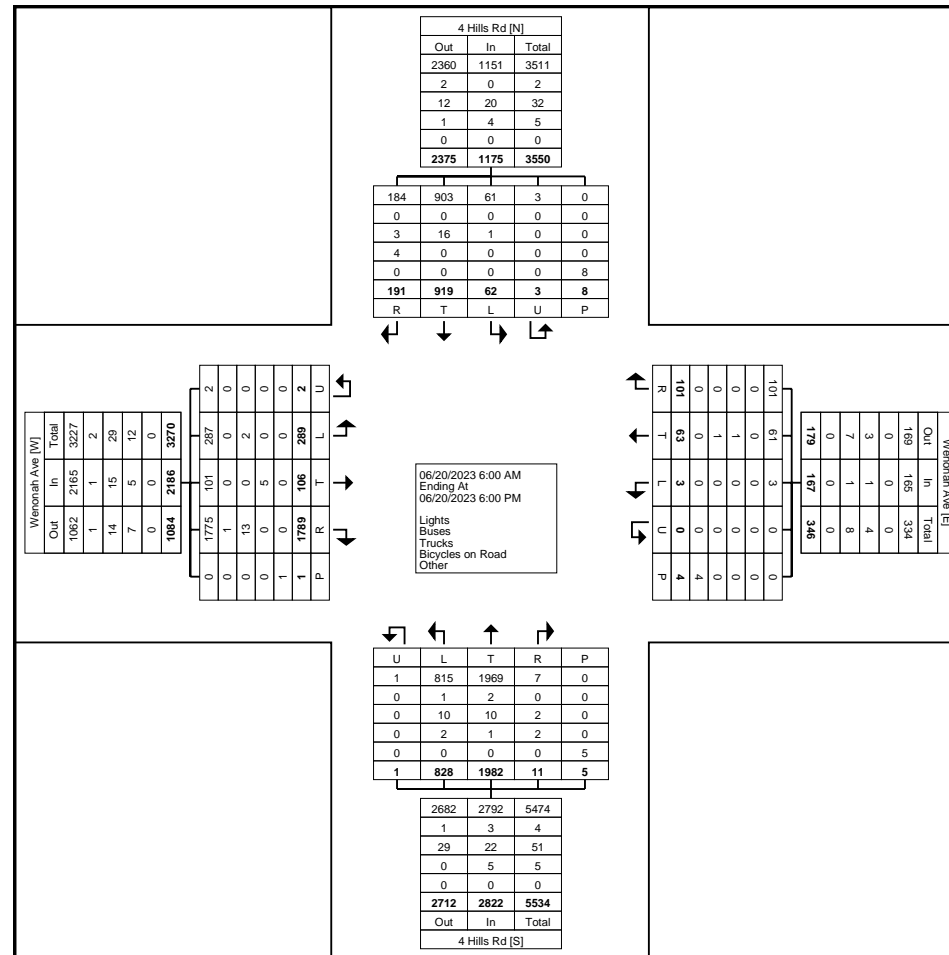 4 Hills Rd [N]
Out In Total
2360 1151 3511
2 0 2
12 20 32
1 4 5
0 0 0
2375 1175 3550
184 903 61 3 0
0 0 0 0 0
3 16 1 0 0
4 0 0 0 0
0 0 0 0 8
191 919 62 3 8
R T L U P
Wenonah Ave [W]
Total In Out
3227 2165 1062
2 1 1
29 15 14
12 5 7
0 0 0
3270 2186 1084
2 287 101 1775 0
0 0 0 1 0
0 2 0 13 0
0 0 5 0 0
0 0 0 0 1
2 289 106 1789 1
U L T R P
06/20/2023 6:00 AM
Ending At
06/20/2023 6:00 PM
Lights
Buses
Trucks
Bicycles on Road
Other
R T L U P
101 63 3 0 4
0 0 0 0 4
0 1 0 0 0
0 1 0 0 0
0 0 0 0 0
101 61 3 0 0
Wenonah Ave [E]
Out In Total
169 165 334
0 0 0
3 1 4
7 1 8
0 0 0
179 167 346
U L T R P
1 815 1969 7 0
0 1 2 0 0
0 10 10 2 0
0 2 1 2 0
0 0 0 0 5
1 828 1982 11 5
2682 2792 5474
1 3 4
29 22 51
0 5 5
0 0 0
2712 2822 5534
Out In Total
4 Hills Rd [S]